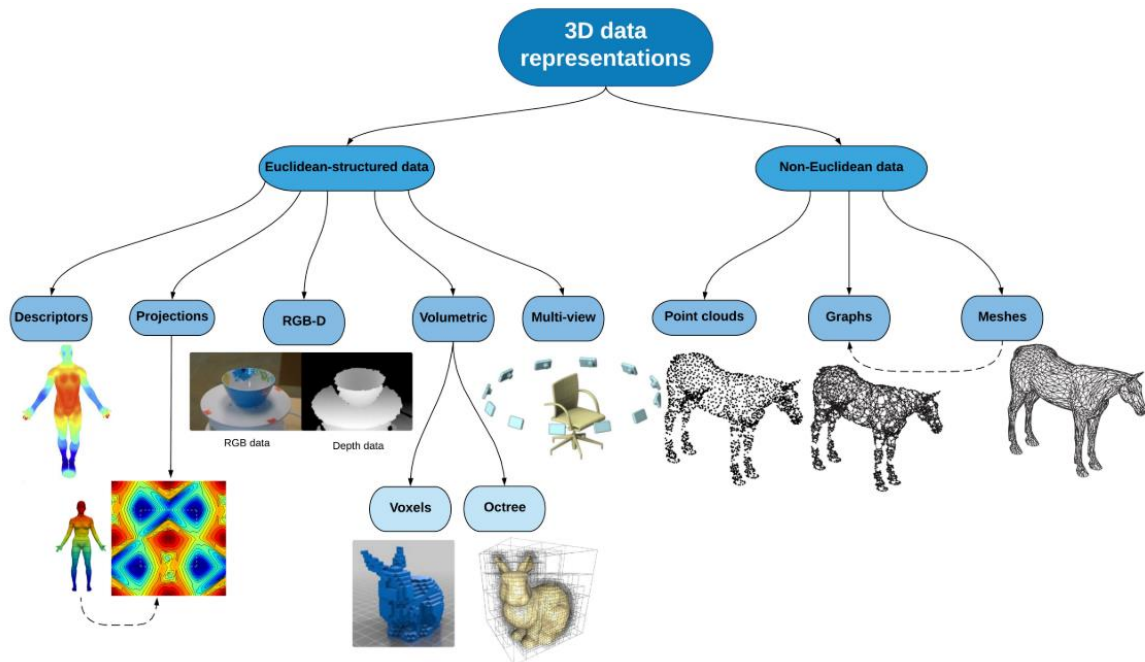 3D data
representations
Euclidean-structured data
Non-Euclidean data
Descriptors
Projections
RGB-D
Volumetric
Multi-view
Point clouds
Graphs
Meshes
RGB data
Depth data
Voxels
Octree